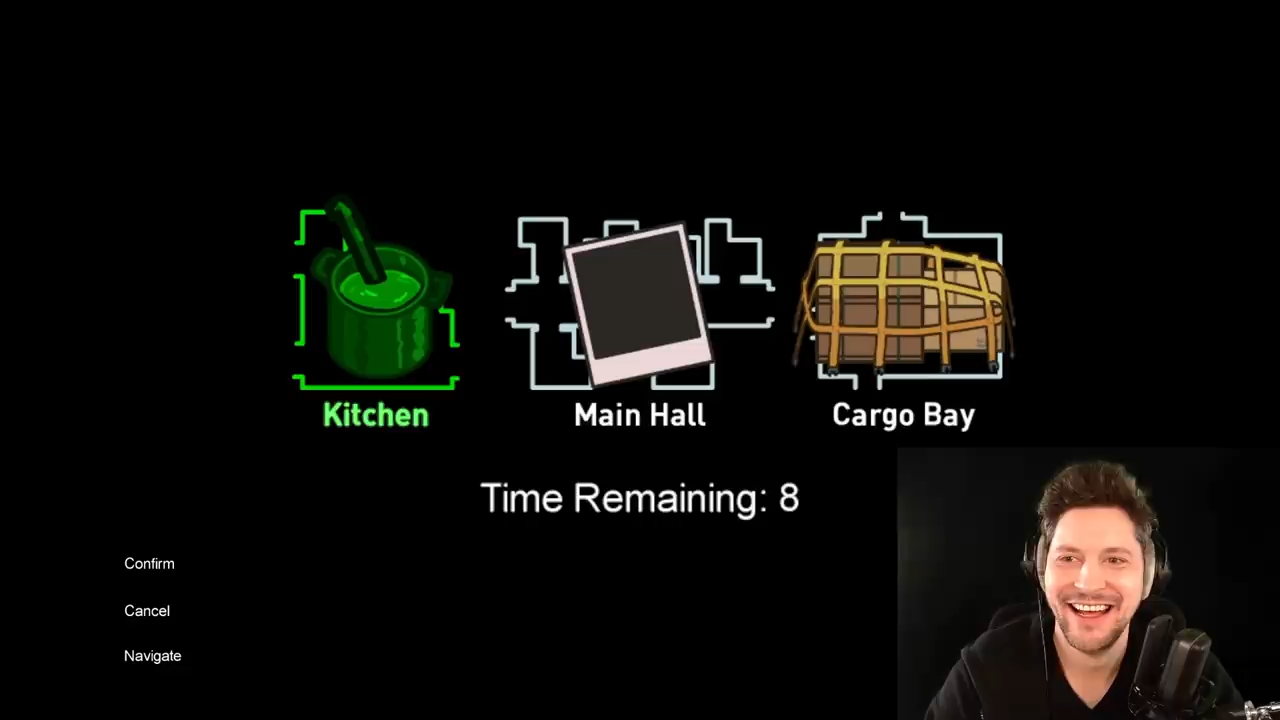 Kitchen
Main Hall
Cargo Bay
Time Remaining: 8
Confirm
Cancel
Navigate